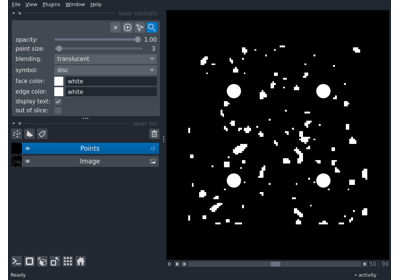 File View Plugins Window Help
layer controls
opacity: 1.00
point size: 3
blending: translucent
symbol: disc
face color: white
edge color: white
display text:
out of slice:
layer list
Points
Image
50 99
Ready activity